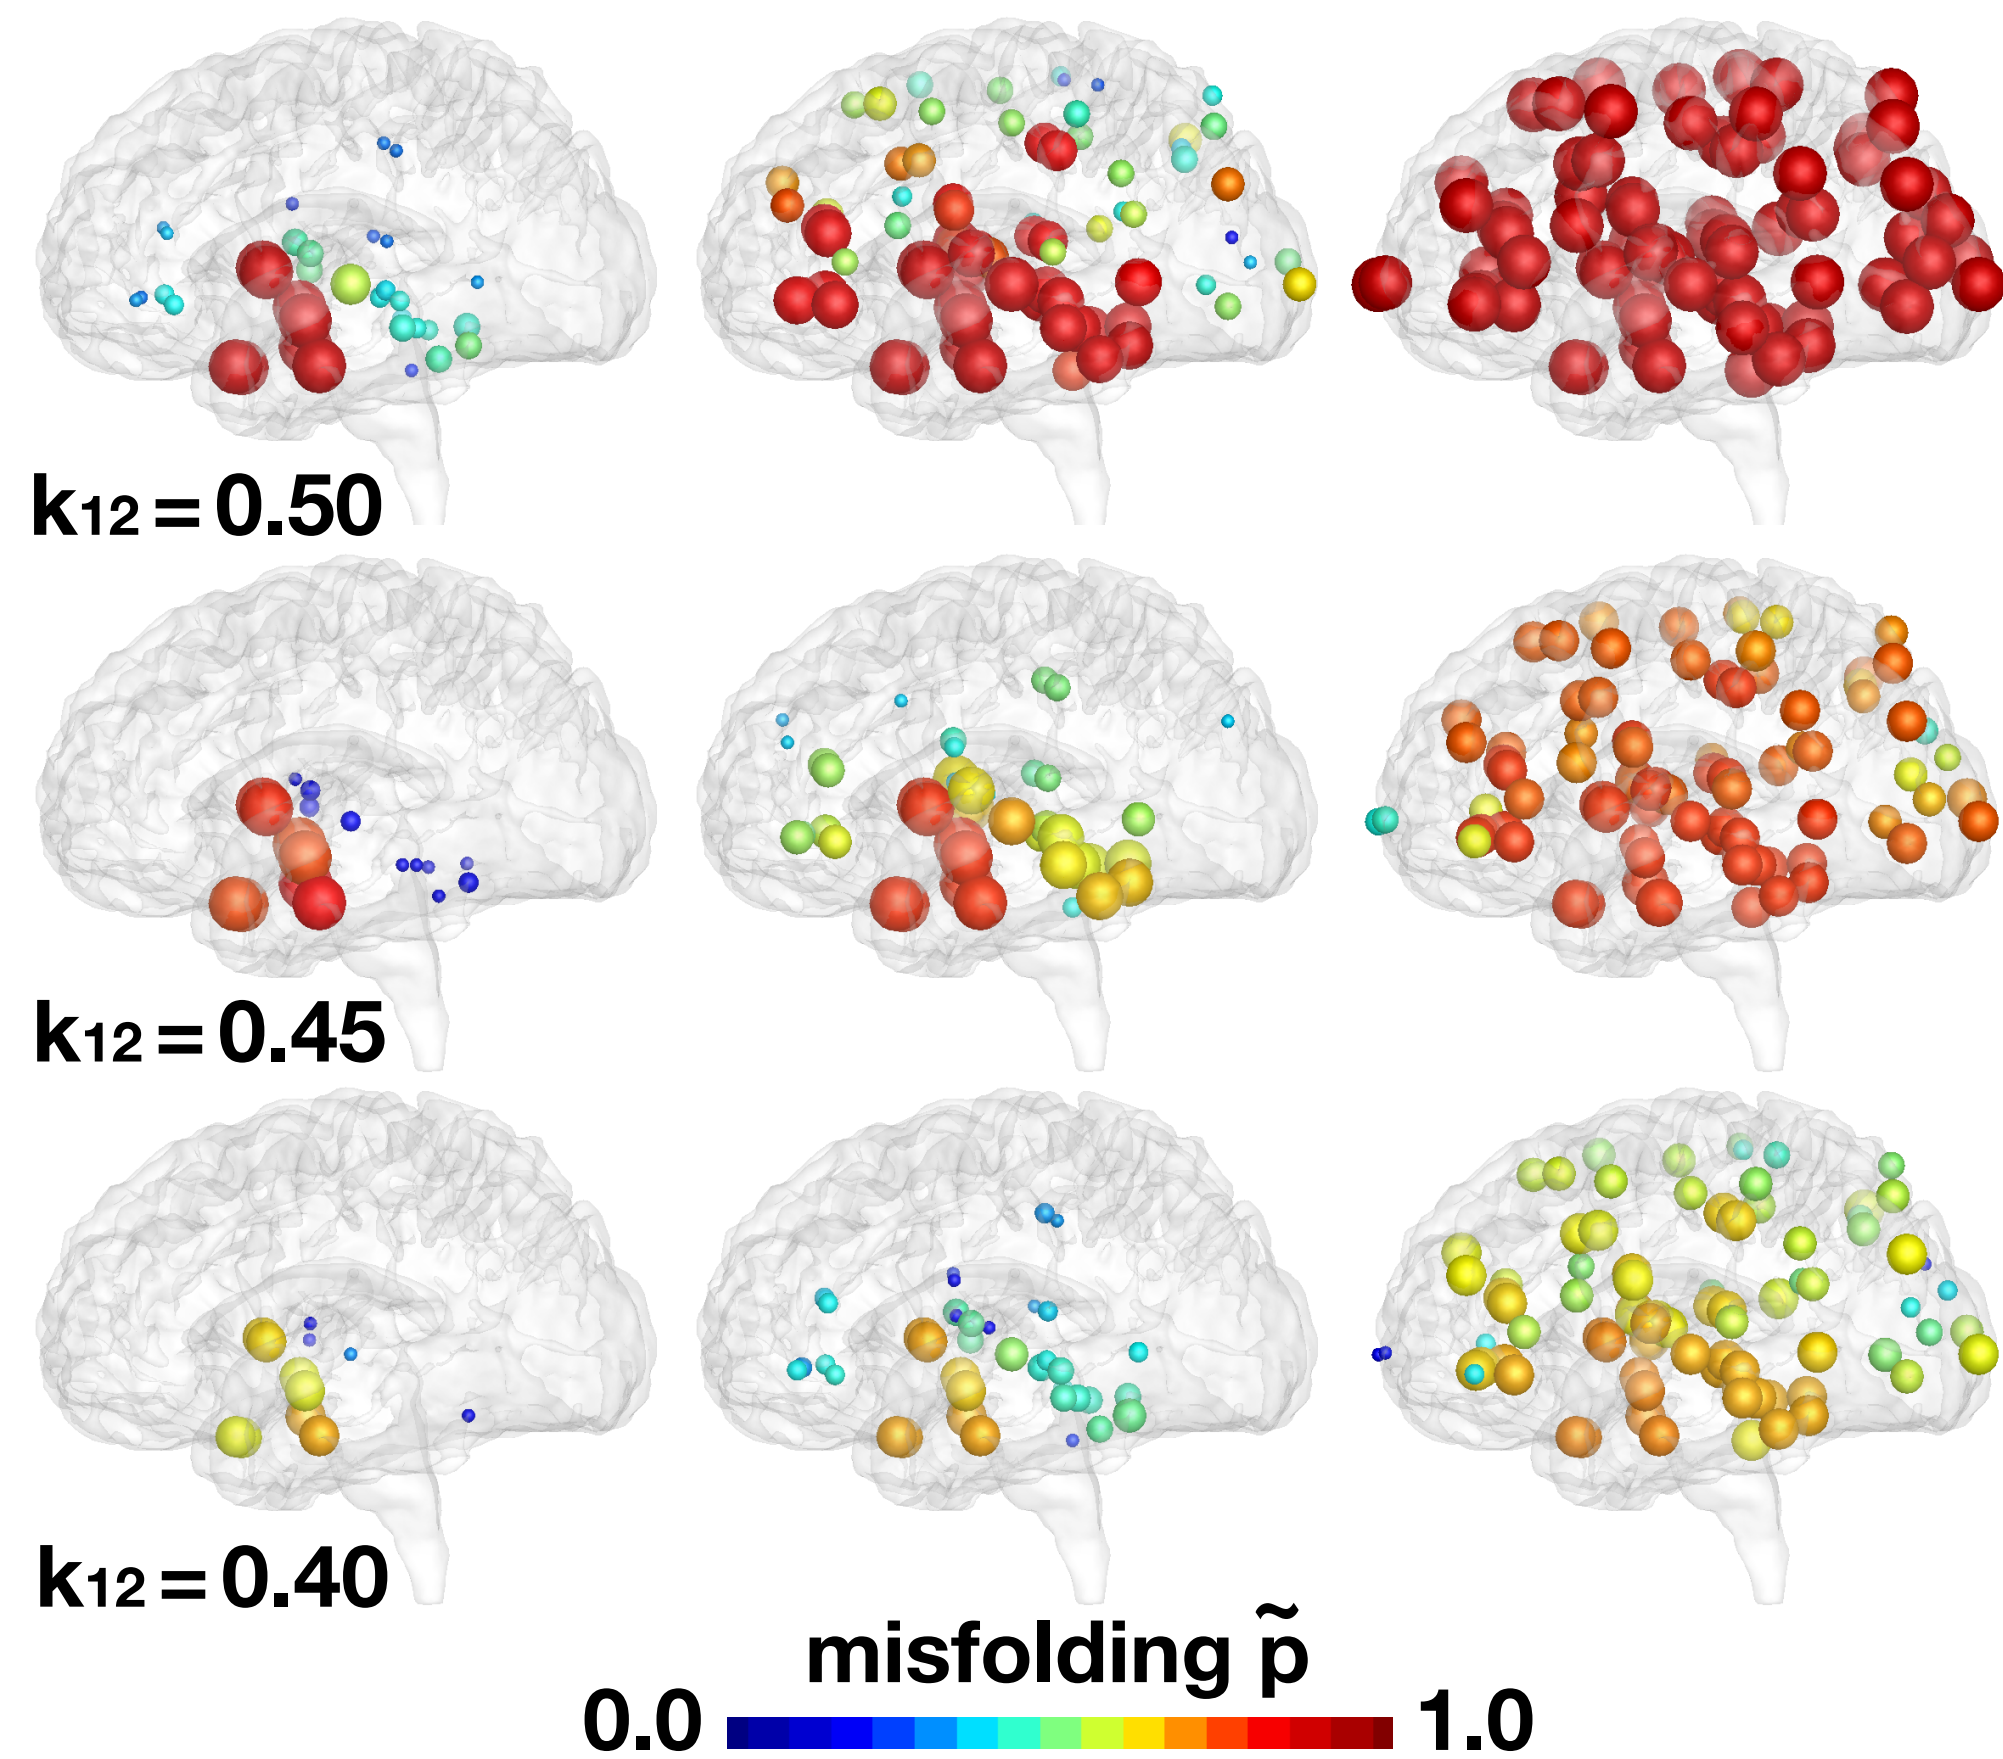 k₁₂ = 0.50
k₁₂ = 0.45
k₁₂ = 0.40
misfolding p̃
0.0 1.0